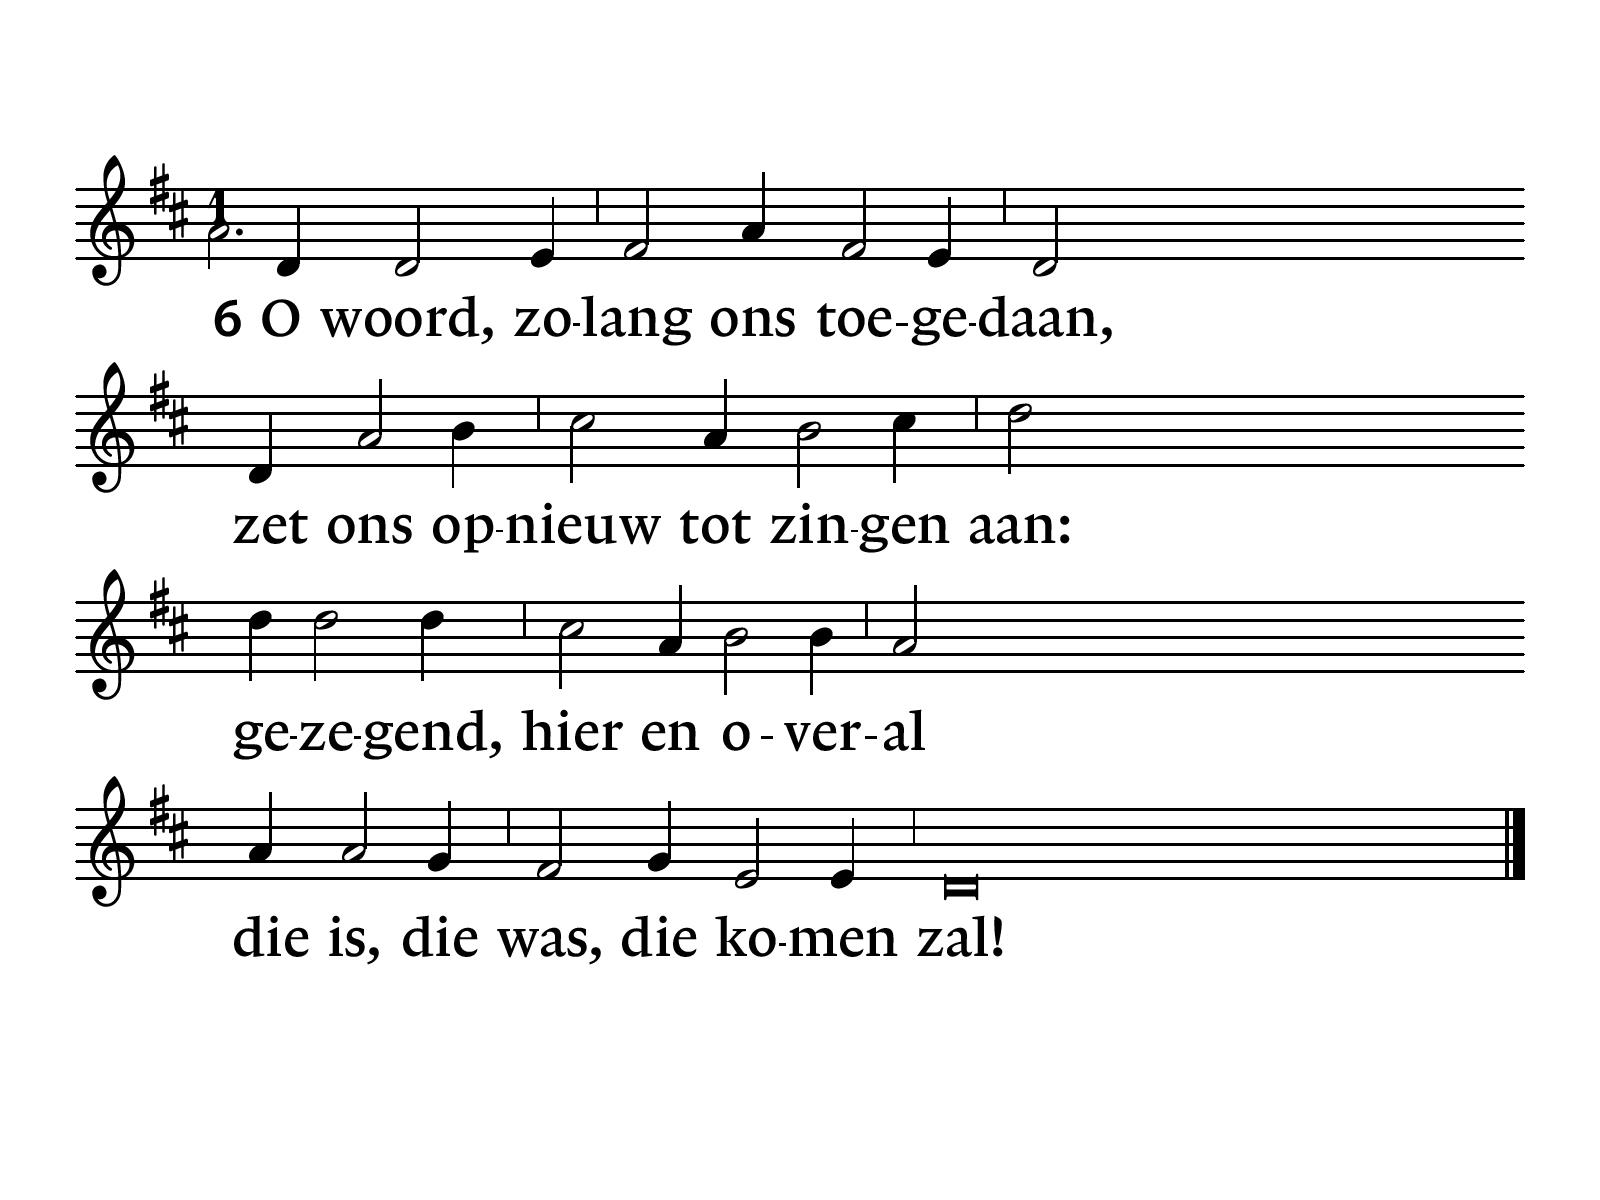 1
6 O woord, zo-lang ons toe-ge-daan,
zet ons op-nieuw tot zin-gen aan:
ge-ze-gend, hier en o - ver-al
die is, die was, die ko-men zal!